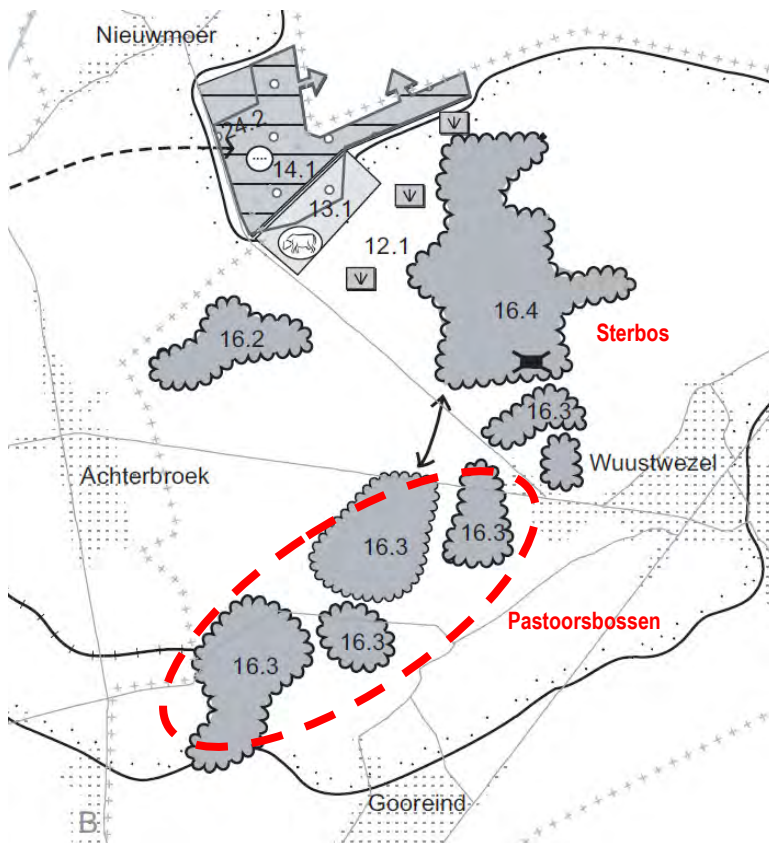 Nieuwmoer
24.2
14.1
13.1
12.1
16.4
16.2
Sterbos
16.3
Achterbroek
Wuustwezel
16.3
16.3
Pastoorsbossen
16.3
16.3
Gooreind
B